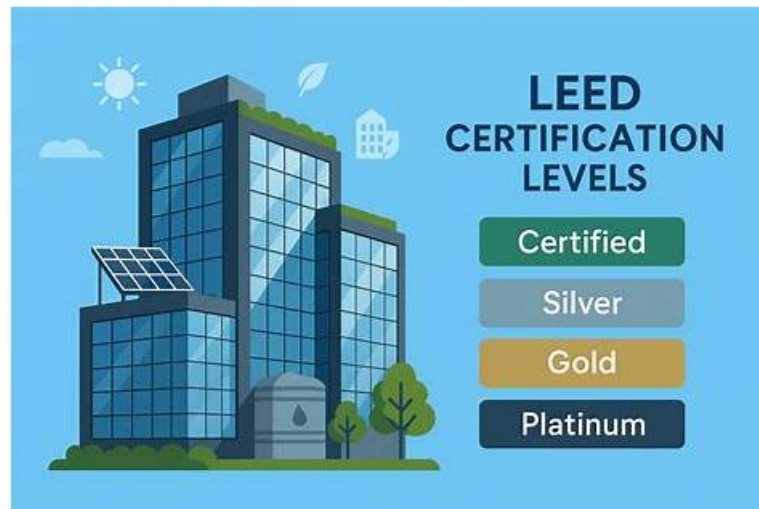 LEED
CERTIFICATION
LEVELS
Certified
Silver
Gold
Platinum